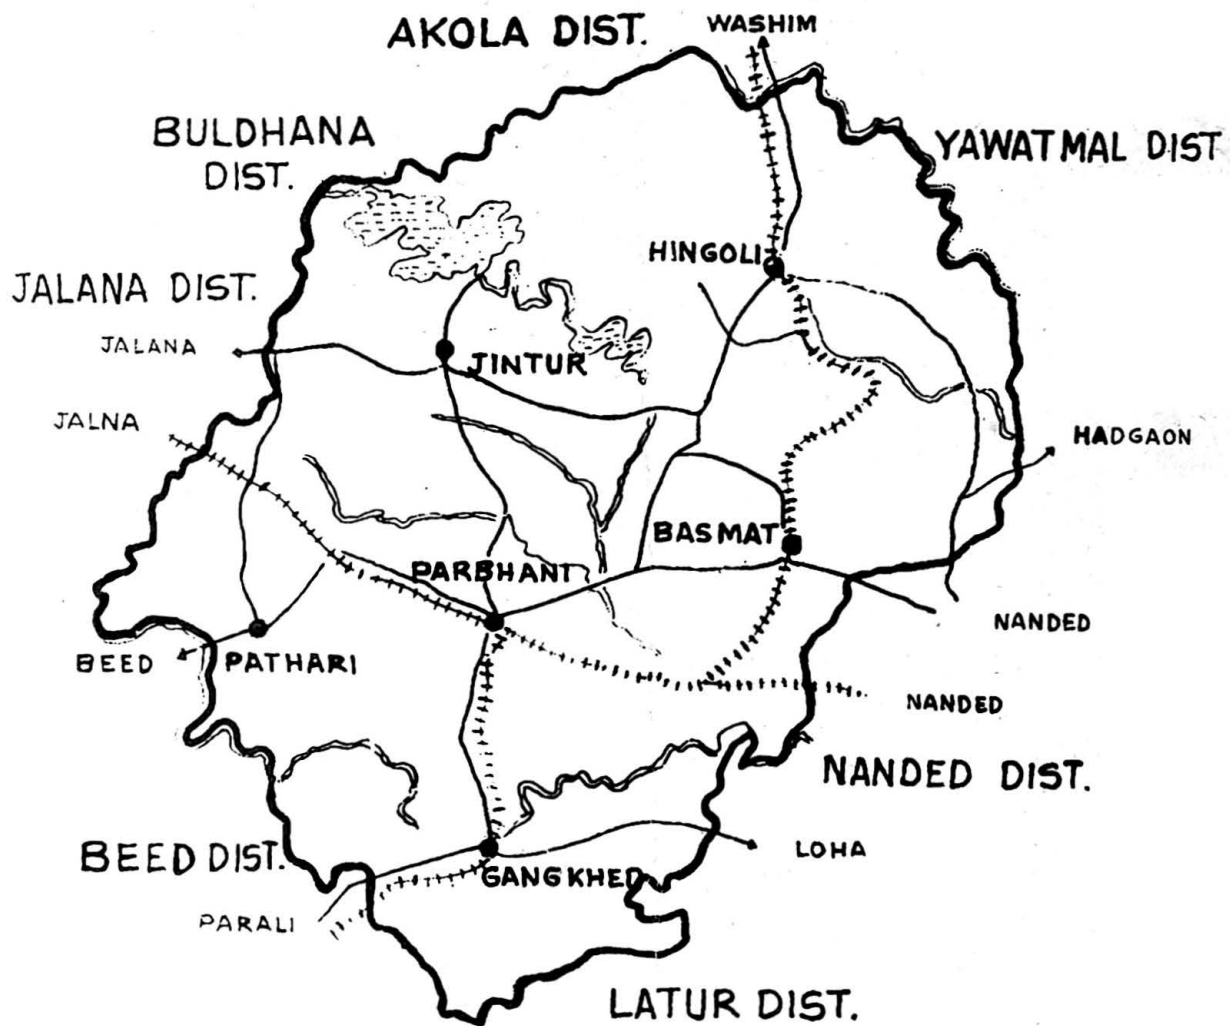 AKOLA DIST.
WASHIM
BULDHANA
DIST.
YAWATMAL DIST
HINGOLI
JALANA DIST.
JALANA
JINTUR
JALNA
HADGAON
BASMAT
PARBHANI
NANDED
BEED
PATHARI
NANDED
NANDED DIST.
BEED DIST.
LOHA
GANGKHED
PARALI
LATUR DIST.